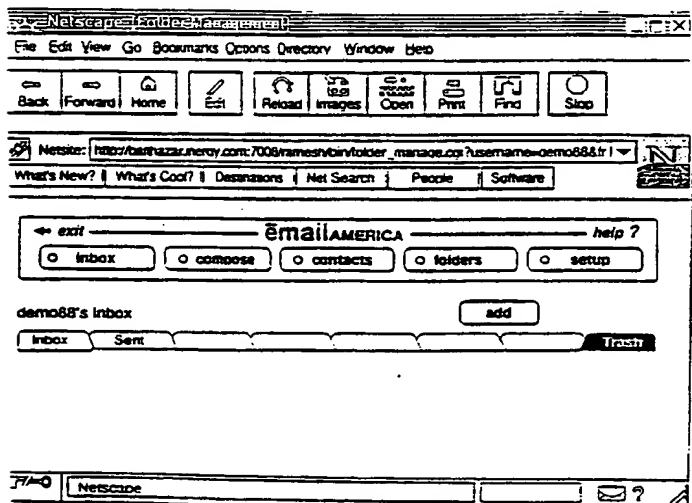 Netscape - [Folder Management]
File Edit View Go Bookmarks Options Directory Window Help
Back Forward Home Edit Reload Images Open Print Find Stop
Netsite:
What's New? What's Cool? Destinations Net Search People Software
exit emailAMERICA help ?
inbox compose contacts folders setup
demo88's Inbox add
Inbox Sent Trash
Netscape ?